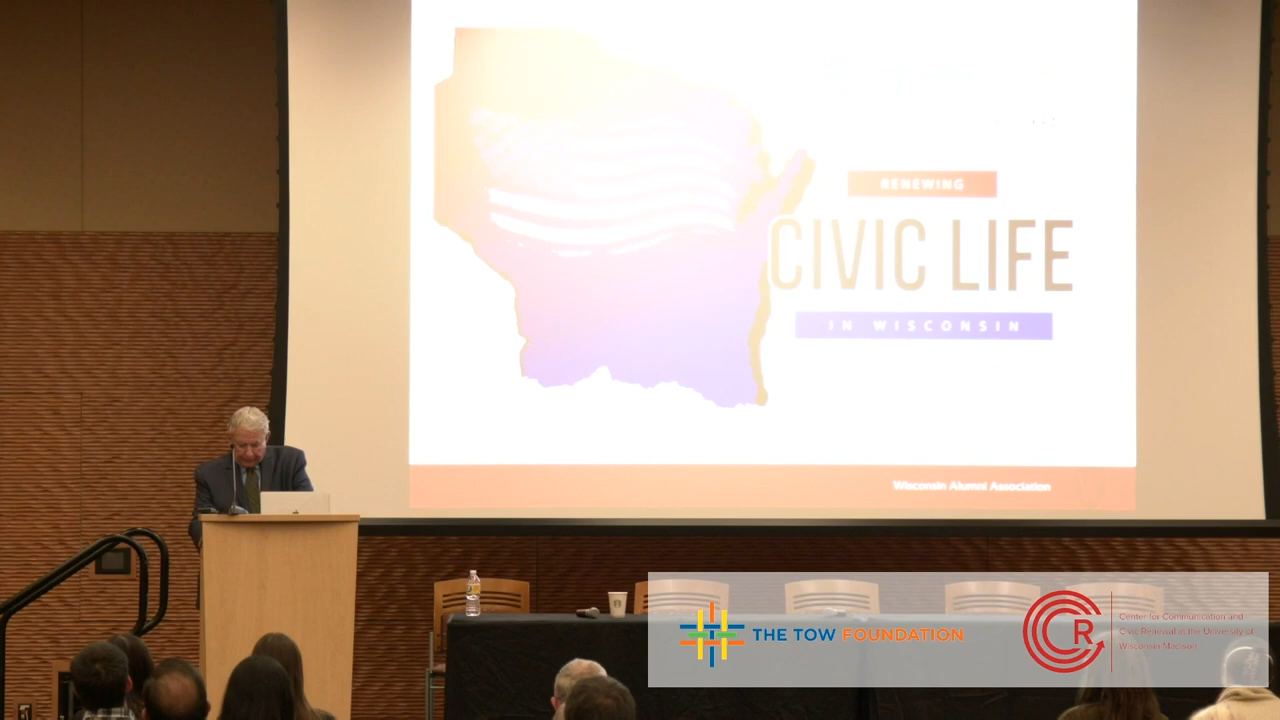 RENEWING
CIVIC LIFE
IN WISCONSIN
Wisconsin Alumni Association
THE TOW FOUNDATION
CCR
Center for Communication and
Civic Renewal at the University of
Wisconsin Madison